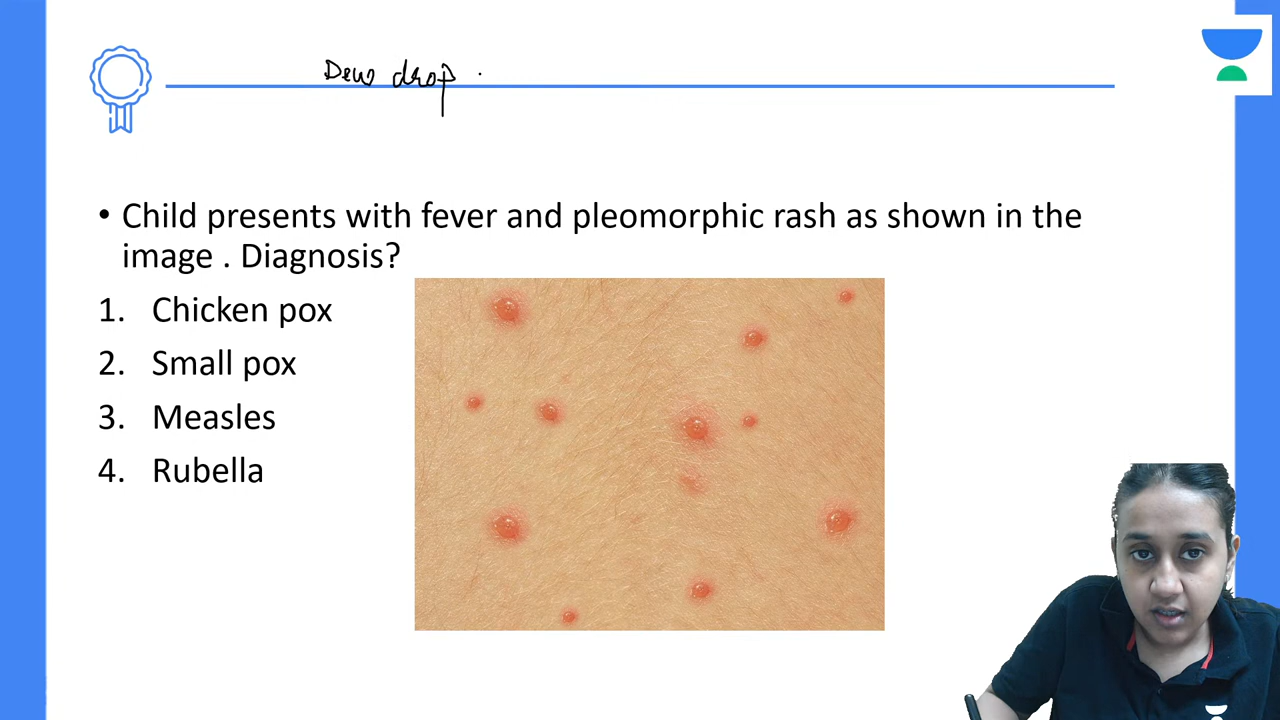 Dew drop
• Child presents with fever and pleomorphic rash as shown in the
image . Diagnosis?
1. Chicken pox
2. Small pox
3. Measles
4. Rubella